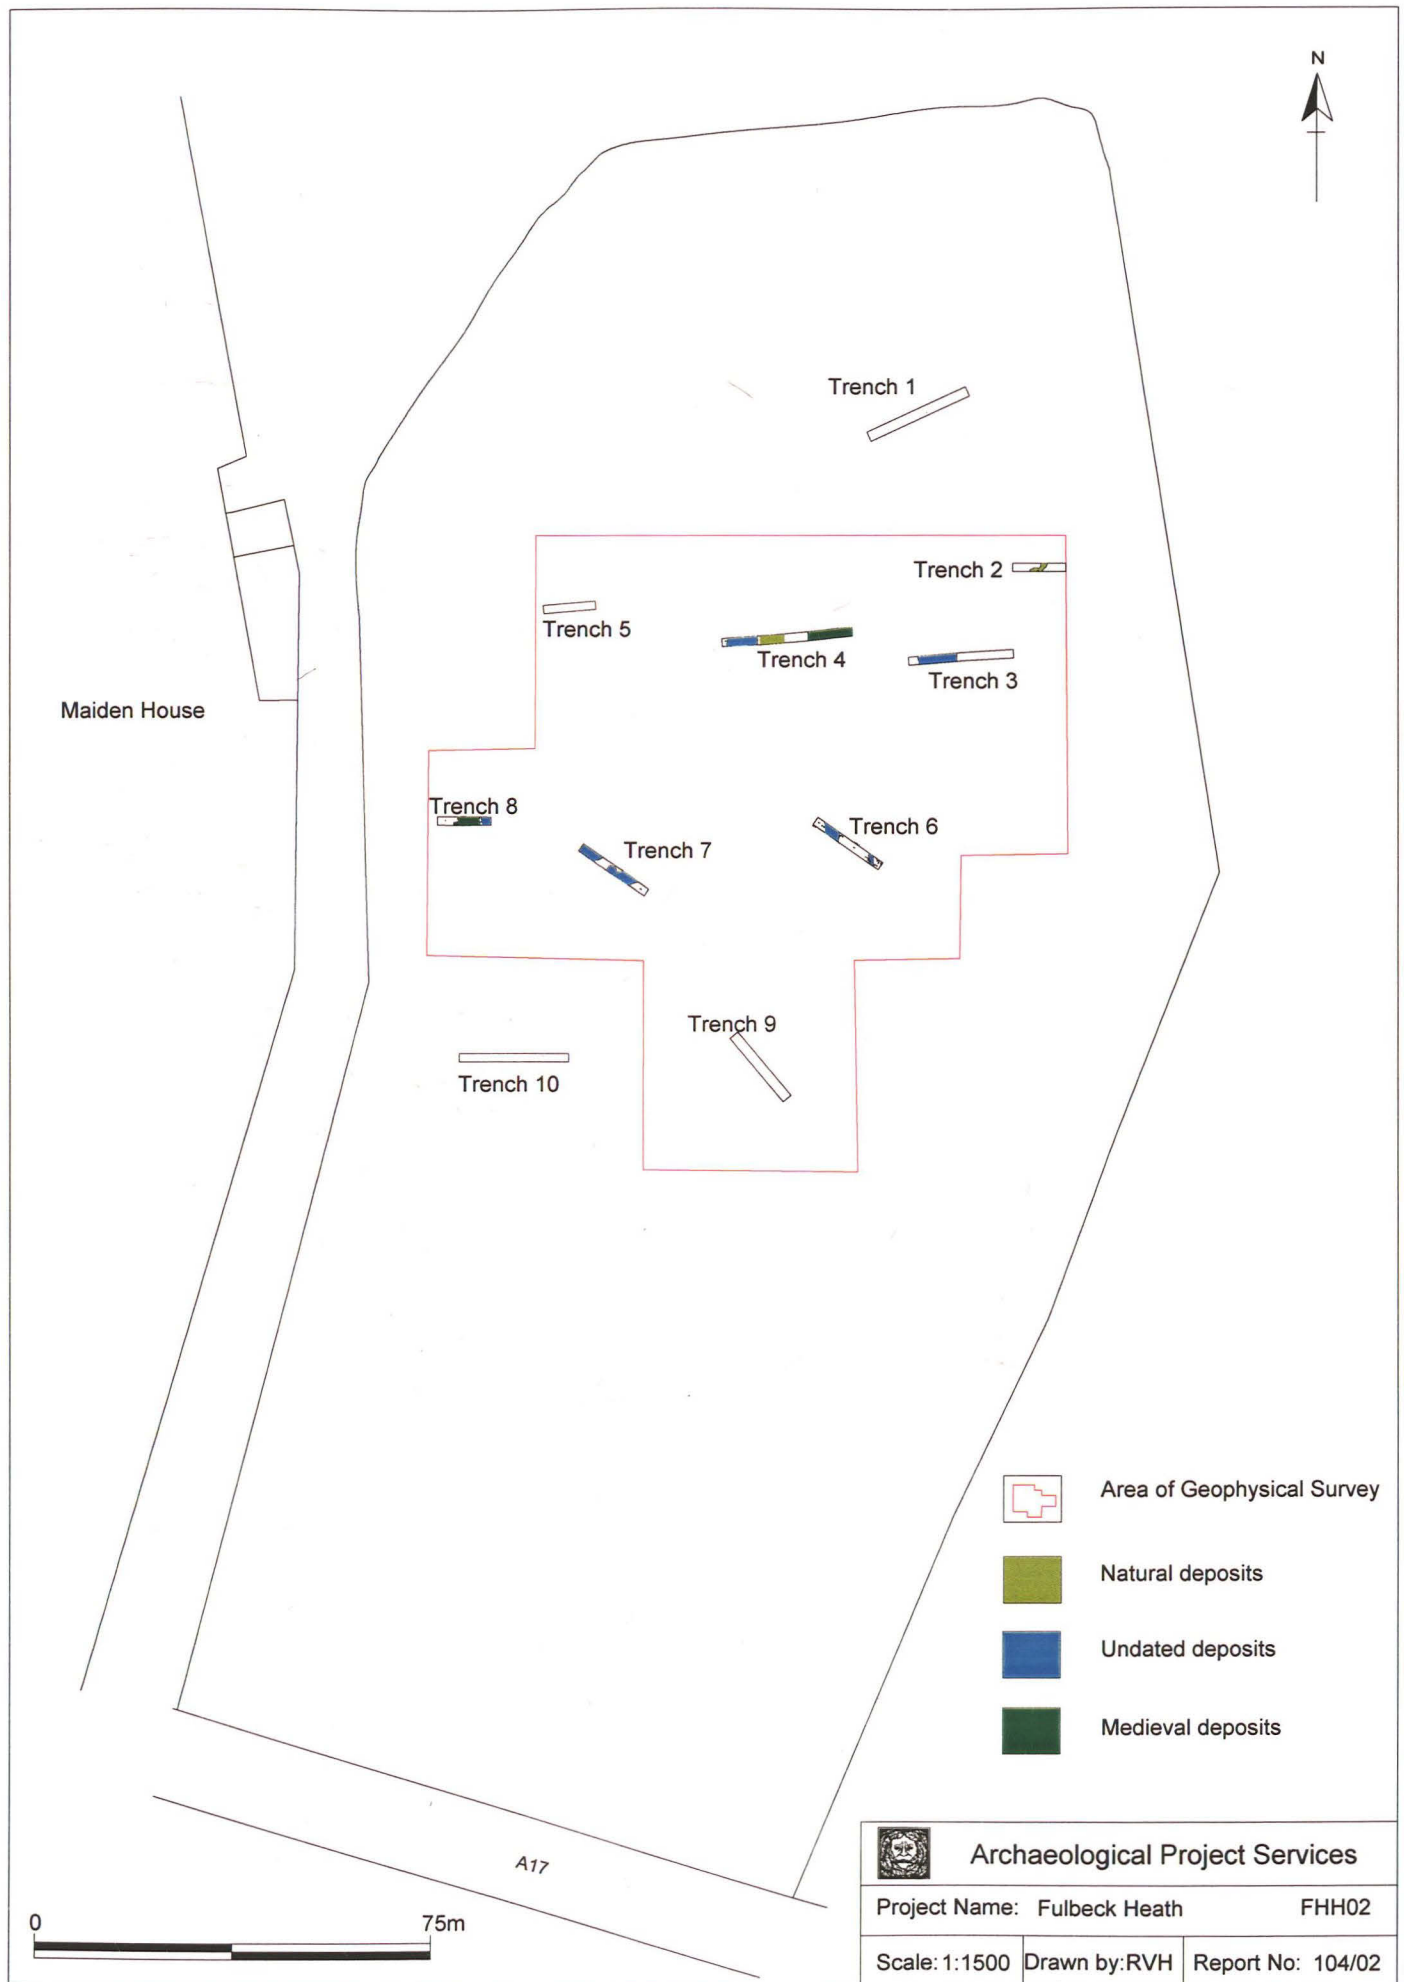 N
Trench 1
Trench 2
Trench 5
Trench 4
Trench 3
Maiden House
Trench 8
Trench 6
Trench 7
Trench 9
Trench 10
Area of Geophysical Survey
Natural deposits
Undated deposits
Medieval deposits
A17
0 75m
Archaeological Project Services
Project Name: Fulbeck Heath FHH02
Scale: 1:1500 Drawn by: RVH Report No: 104/02